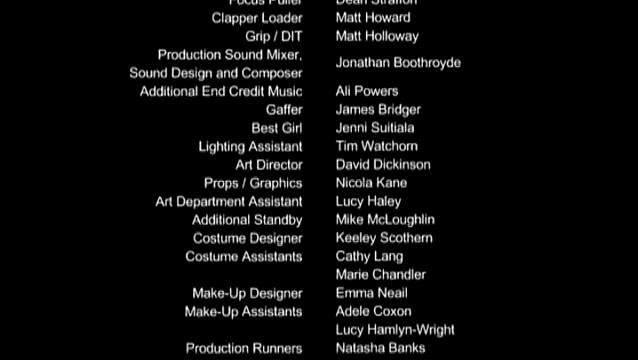 Focus Puller Dean Stratton
Clapper Loader Matt Howard
Grip / DIT Matt Holloway
Production Sound Mixer,
Sound Design and Composer Jonathan Boothroyde
Additional End Credit Music Ali Powers
Gaffer James Bridger
Best Girl Jenni Suitiala
Lighting Assistant Tim Watchorn
Art Director David Dickinson
Props / Graphics Nicola Kane
Art Department Assistant Lucy Haley
Additional Standby Mike McLoughlin
Costume Designer Keeley Scothern
Costume Assistants Cathy Lang
Marie Chandler
Make-Up Designer Emma Neail
Make-Up Assistants Adele Coxon
Lucy Hamlyn-Wright
Production Runners Natasha Banks